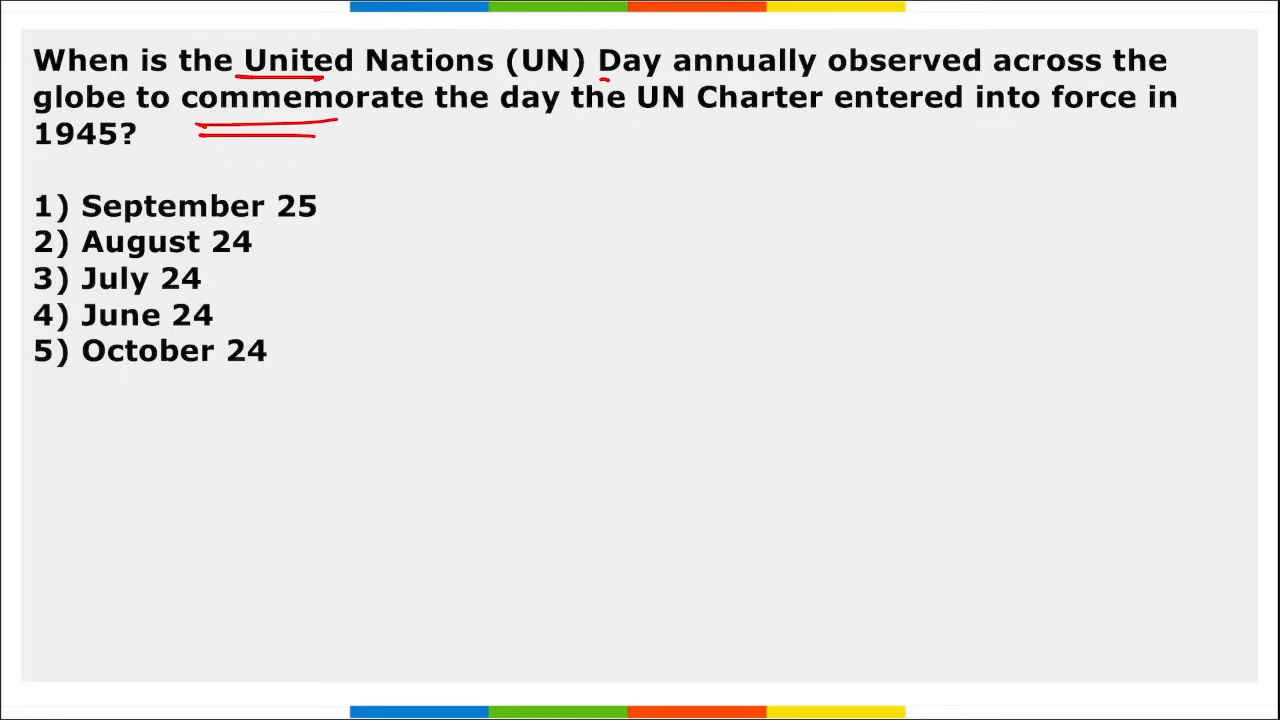 When is the United Nations (UN) Day annually observed across the
globe to commemorate the day the UN Charter entered into force in
1945?
1) September 25
2) August 24
3) July 24
4) June 24
5) October 24